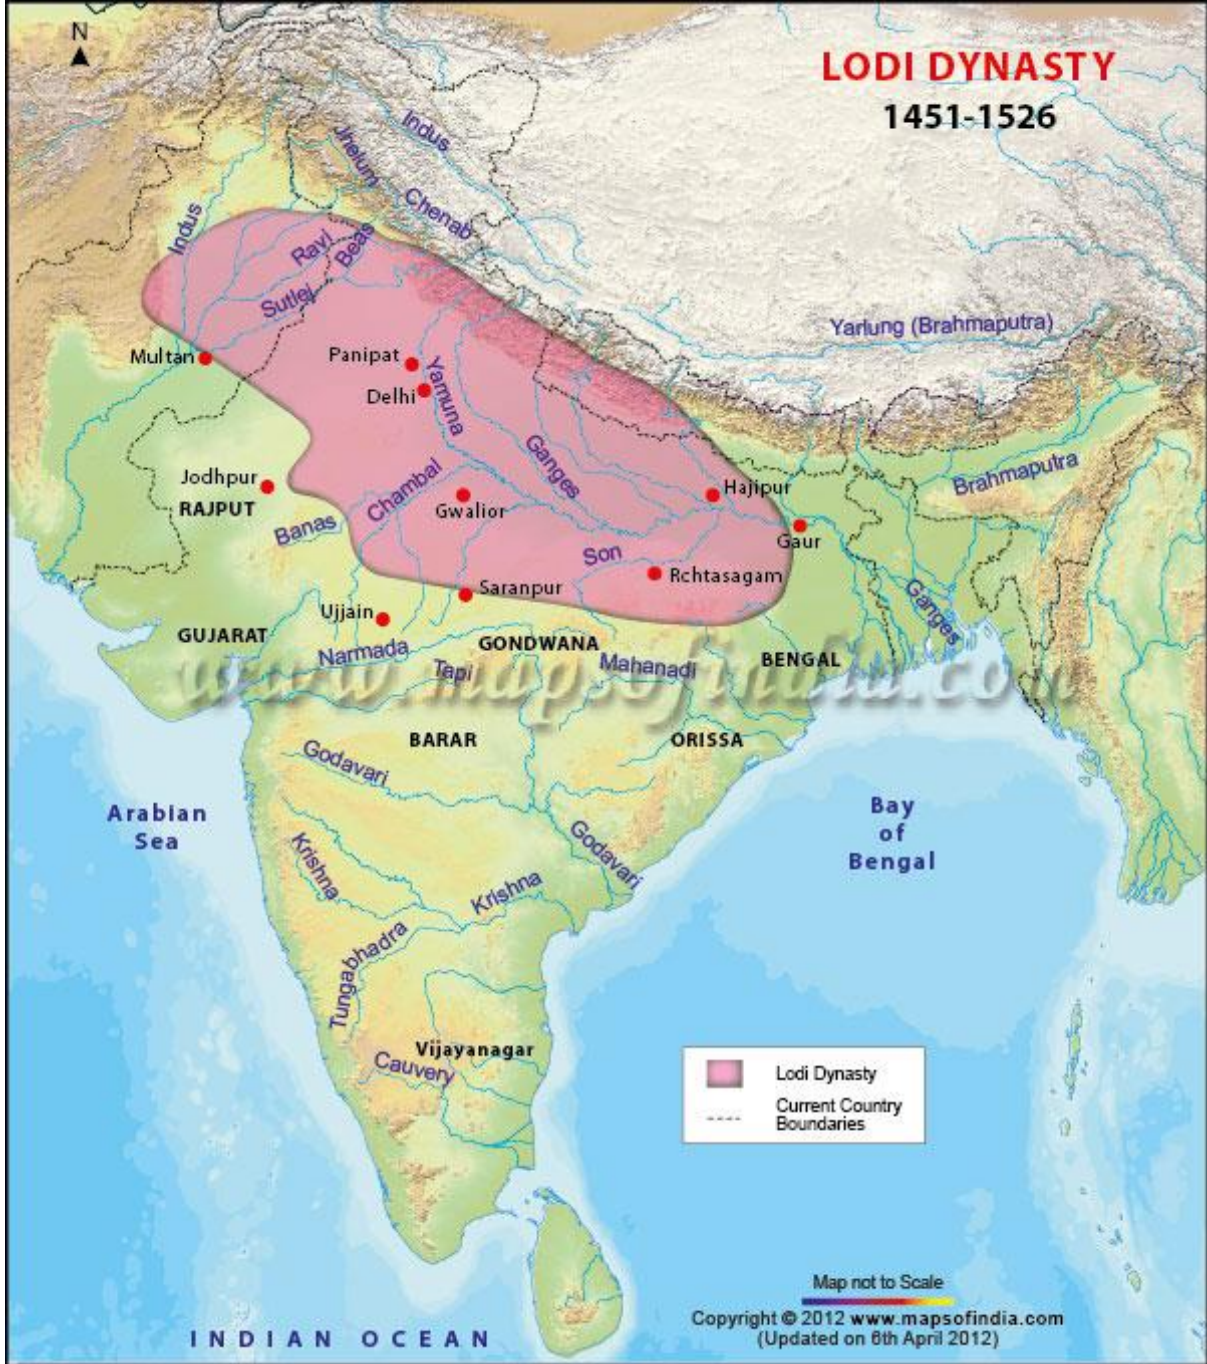 N
LODI DYNASTY
1451-1526
Indus
Jhelum
Chenab
Indus
Ravi
Beas
Sutlej
Yarlung (Brahmaputra)
Multan
Panipat
Delhi
Yamuna
Ganges
Chambal
Jodhpur
RAJPUT
Banas
Gwalior
Hajipur
Brahmaputra
Gaur
Son
Rchtasagam
Saranpur
Ujjain
Ganges
GUJARAT
Narmada
GONDWANA
Tapi
Mahanadi
BENGAL
www.mapsofindia.com
BARAR
ORISSA
Godavari
Arabian
Sea
Bay
of
Bengal
Godavari
Krishna
Krishna
Tungabhadra
Vijayanagar
Cauvery
Lodi Dynasty
Current Country
Boundaries
Map not to Scale
Copyright © 2012 www.mapsofindia.com
(Updated on 6th April 2012)
INDIAN OCEAN